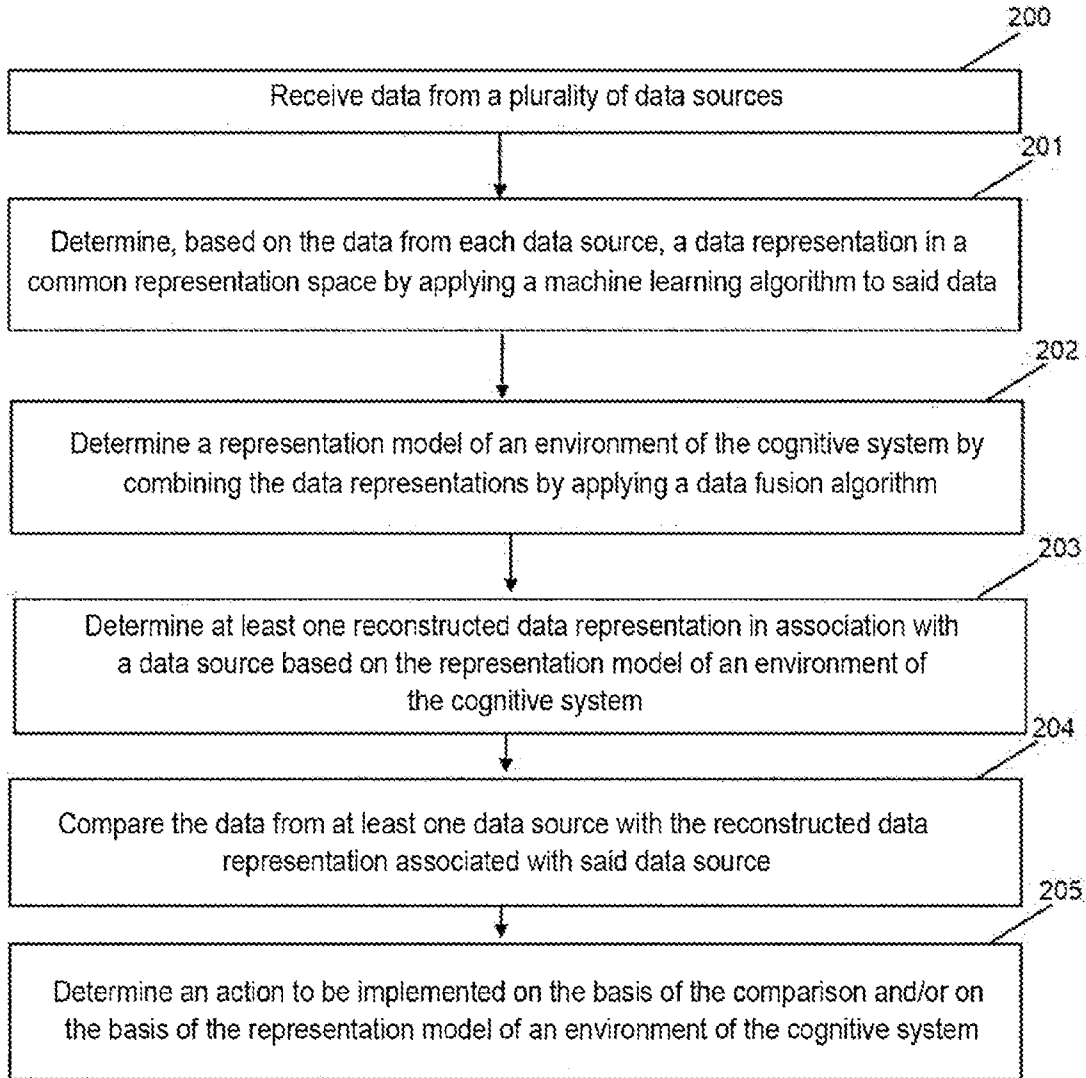 200
Receive data from a plurality of data sources
201
Determine, based on the data from each data source, a data representation in a
common representation space by applying a machine learning algorithm to said data
202
Determine a representation model of an environment of the cognitive system by
combining the data representations by applying a data fusion algorithm
203
Determine at least one reconstructed data representation in association with
a data source based on the representation model of an environment of
the cognitive system
204
Compare the data from at least one data source with the reconstructed data
representation associated with said data source
205
Determine an action to be implemented on the basis of the comparison and/or on
the basis of the representation model of an environment of the cognitive system